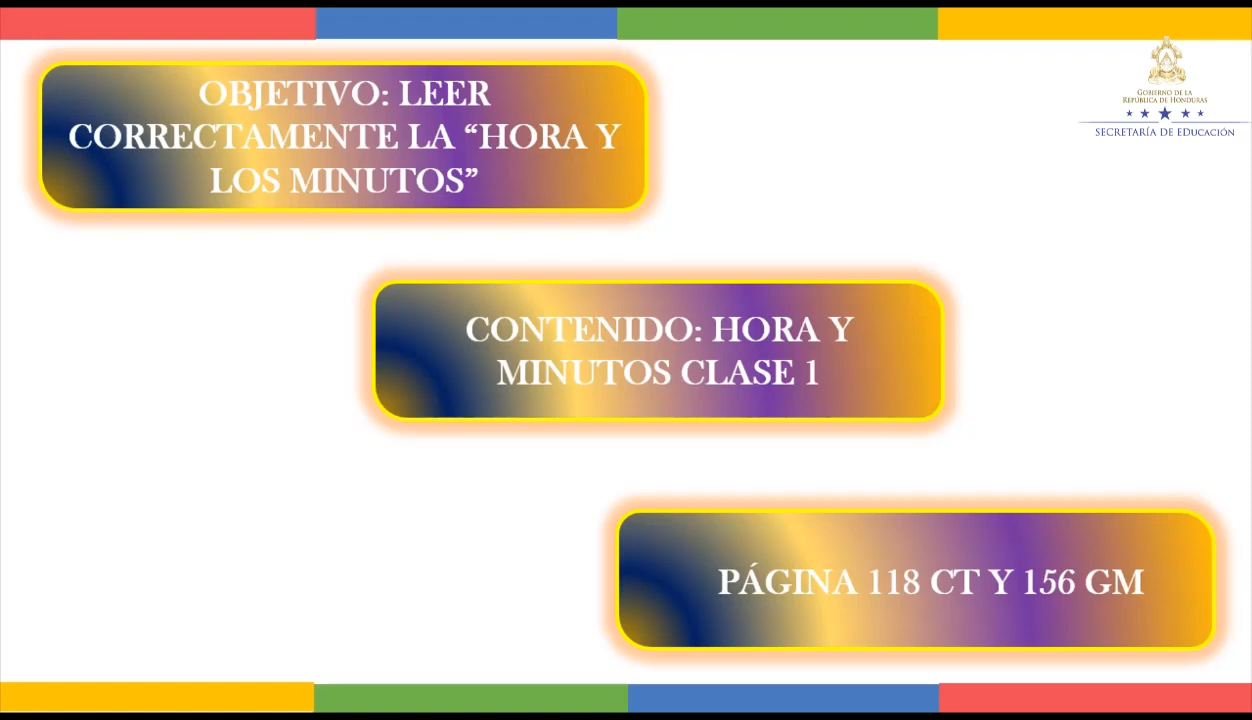 OBJETIVO: LEER
CORRECTAMENTE LA “HORA Y
LOS MINUTOS”
GOBIERNO DE LA
REPÚBLICA DE HONDURAS
SECRETARÍA DE EDUCACIÓN
CONTENIDO: HORA Y
MINUTOS CLASE 1
PÁGINA 118 CT Y 156 GM